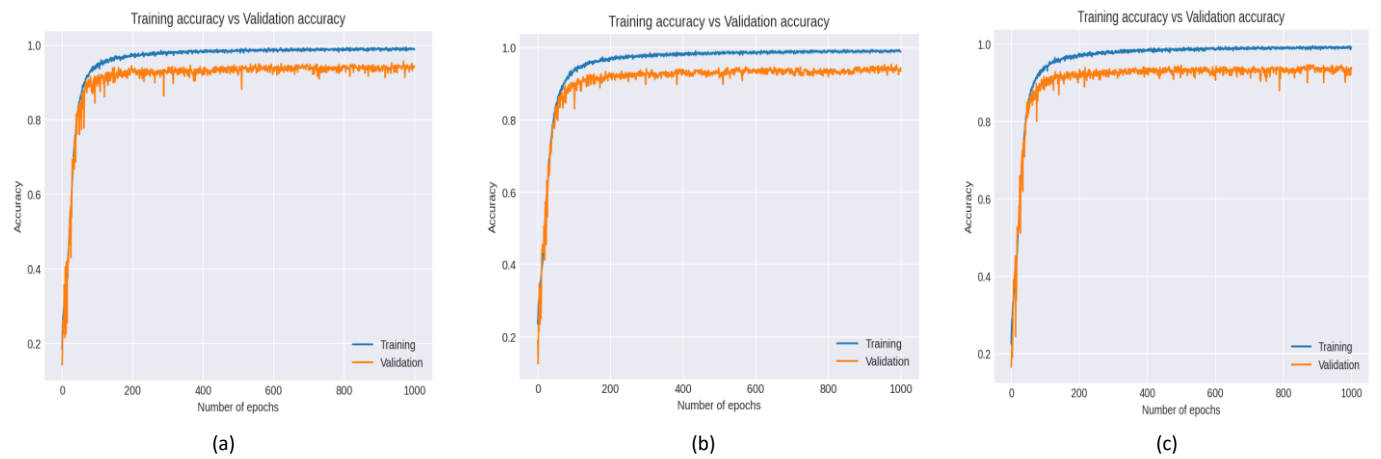 Training accuracy vs Validation accuracy
1.0
0.8
0.6
0.4
0.2
Accuracy
Training
Validation
0 200 400 600 800 1000
Number of epochs
(a)
Training accuracy vs Validation accuracy
1.0
0.8
0.6
0.4
0.2
Accuracy
Training
Validation
0 200 400 600 800 1000
Number of epochs
(b)
Training accuracy vs Validation accuracy
1.0
0.8
0.6
0.4
0.2
Accuracy
Training
Validation
0 200 400 600 800 1000
Number of epochs
(c)